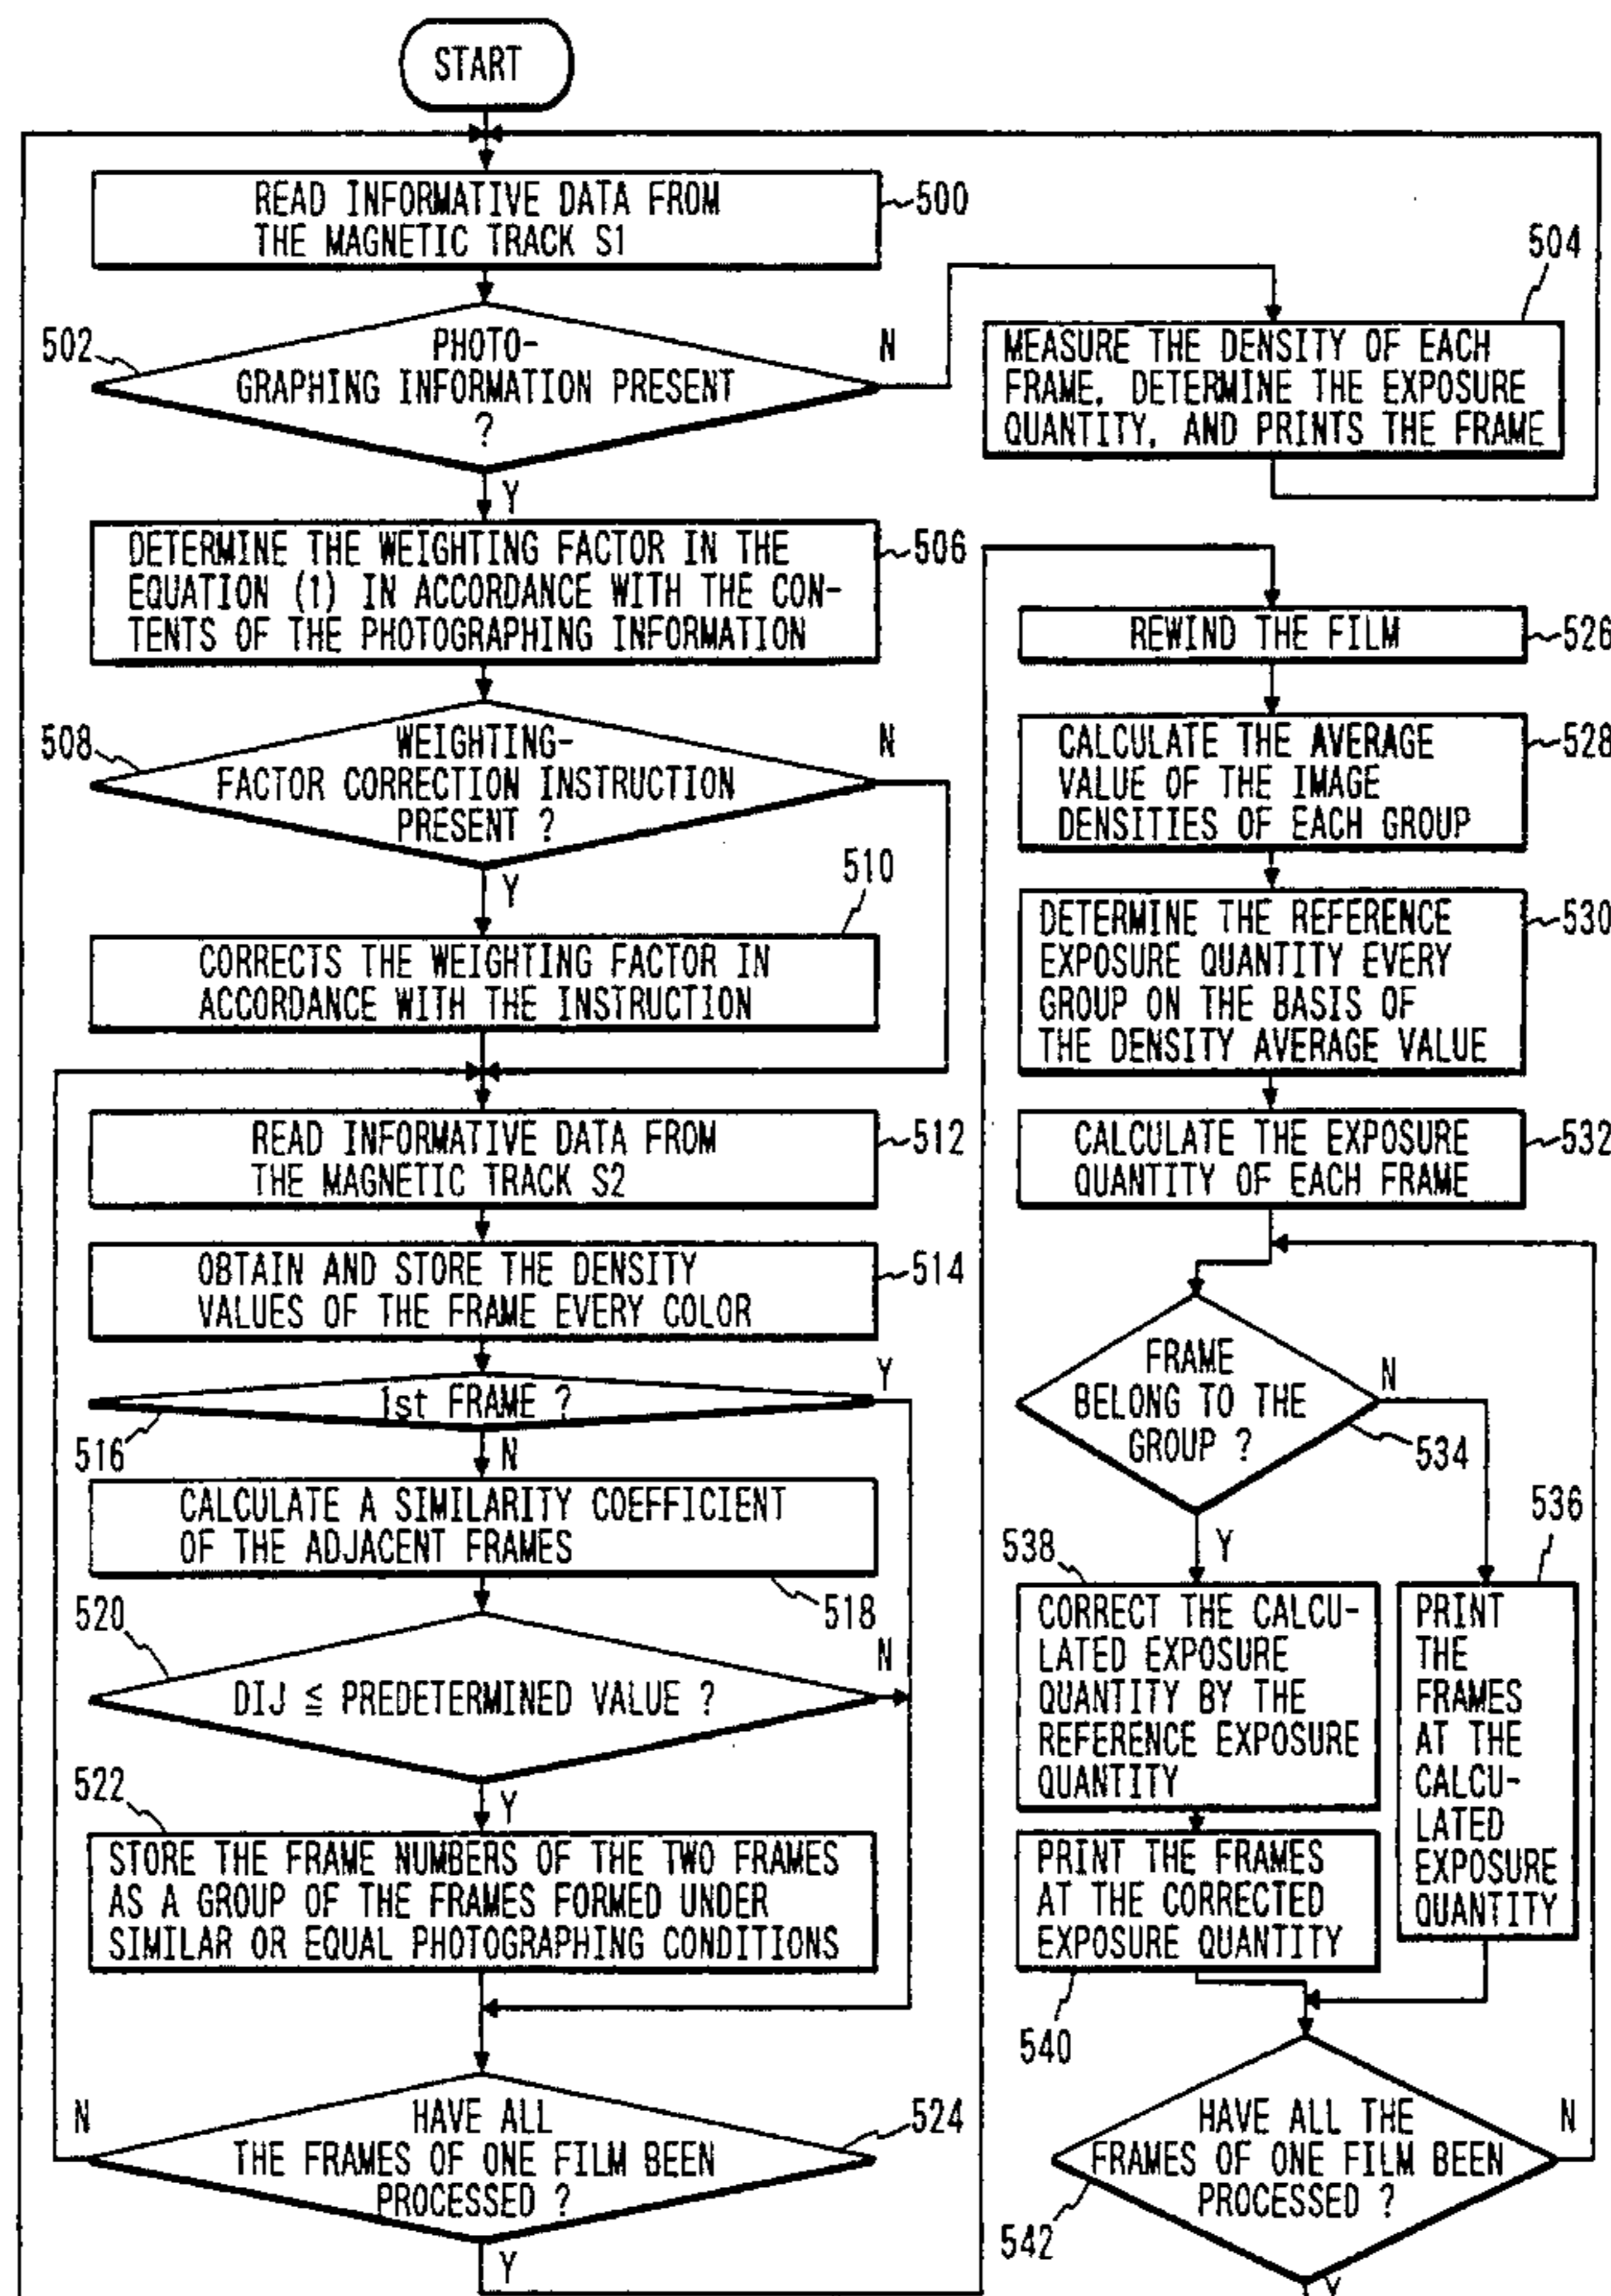 START
READ INFORMATIVE DATA FROM
THE MAGNETIC TRACK S1
500
502
PHOTO-
GRAPHING INFORMATION PRESENT
?
N
Y
504
MEASURE THE DENSITY OF EACH
FRAME, DETERMINE THE EXPOSURE
QUANTITY, AND PRINTS THE FRAME
DETERMINE THE WEIGHTING FACTOR IN THE
EQUATION (1) IN ACCORDANCE WITH THE CON-
TENTS OF THE PHOTOGRAPHING INFORMATION
506
508
WEIGHTING-
FACTOR CORRECTION INSTRUCTION
PRESENT ?
N
Y
510
CORRECTS THE WEIGHTING FACTOR IN
ACCORDANCE WITH THE INSTRUCTION
READ INFORMATIVE DATA FROM
THE MAGNETIC TRACK S2
512
OBTAIN AND STORE THE DENSITY
VALUES OF THE FRAME EVERY COLOR
514
1st FRAME ?
Y
516
N
CALCULATE A SIMILARITY COEFFICIENT
OF THE ADJACENT FRAMES
518
520
DIJ ≦ PREDETERMINED VALUE ?
N
Y
522
STORE THE FRAME NUMBERS OF THE TWO FRAMES
AS A GROUP OF THE FRAMES FORMED UNDER
SIMILAR OR EQUAL PHOTOGRAPHING CONDITIONS
N
HAVE ALL
THE FRAMES OF ONE FILM BEEN
PROCESSED ?
524
Y
REWIND THE FILM
526
CALCULATE THE AVERAGE
VALUE OF THE IMAGE
DENSITIES OF EACH GROUP
528
DETERMINE THE REFERENCE
EXPOSURE QUANTITY EVERY
GROUP ON THE BASIS OF
THE DENSITY AVERAGE VALUE
530
CALCULATE THE EXPOSURE
QUANTITY OF EACH FRAME
532
FRAME
BELONG TO THE
GROUP ?
N
534
Y
536
PRINT
THE
FRAMES
AT THE
CALCU-
LATED
EXPOSURE
QUANTITY
538
CORRECT THE CALCU-
LATED EXPOSURE
QUANTITY BY THE
REFERENCE EXPOSURE
QUANTITY
PRINT THE FRAMES
AT THE CORRECTED
EXPOSURE QUANTITY
540
HAVE ALL THE
FRAMES OF ONE FILM BEEN
PROCESSED ?
N
542
Y